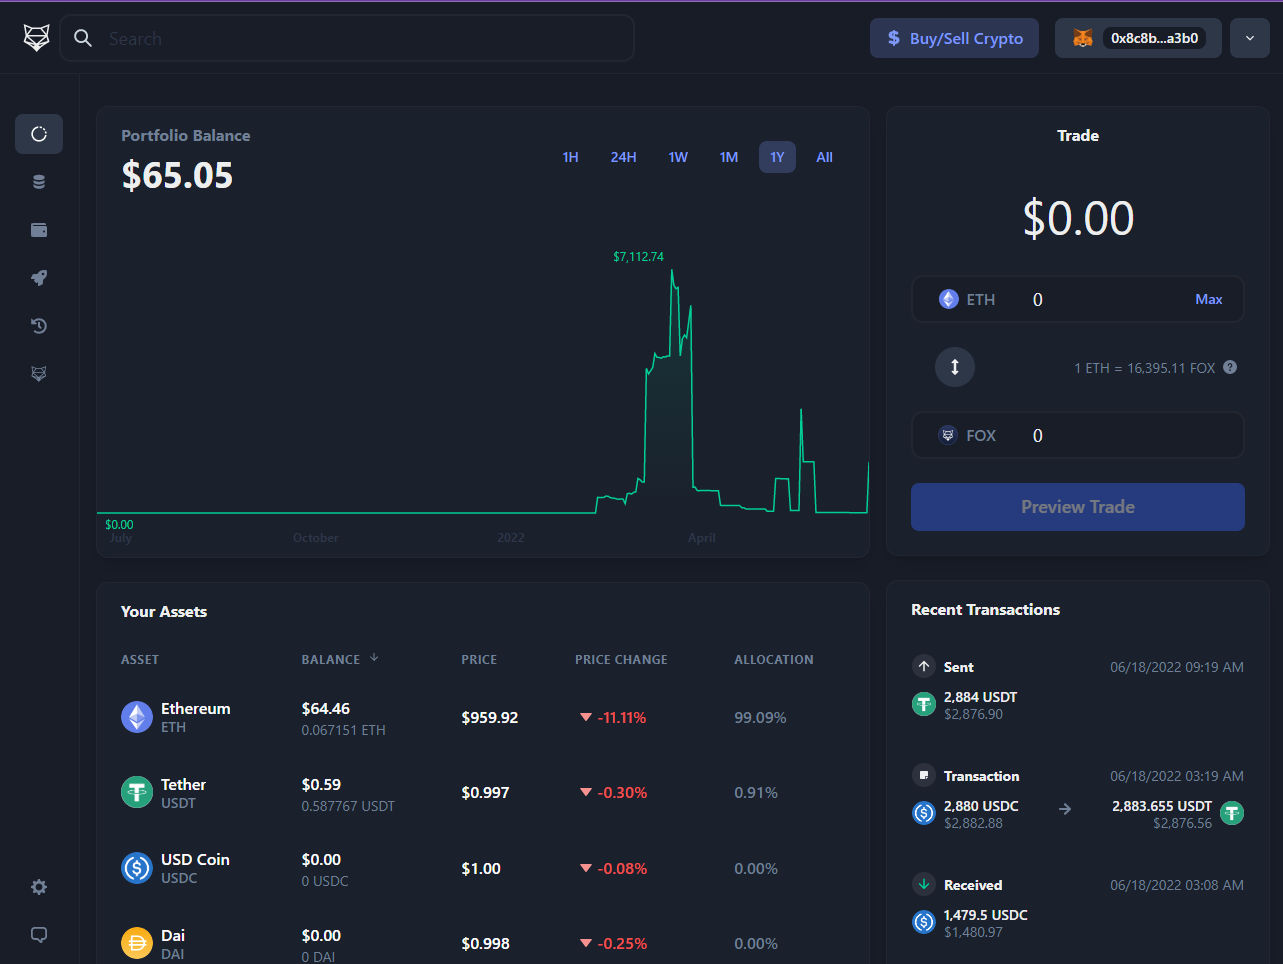 Search
$ Buy/Sell Crypto
0x8c8b...a3b0
Portfolio Balance
$65.05
1H 24H 1W 1M 1Y All
$7,112.74
$0.00
July October 2022 April
Trade
$0.00
ETH 0 Max
1 ETH = 16,395.11 FOX ?
FOX 0
Preview Trade
Your Assets
ASSET BALANCE PRICE PRICE CHANGE ALLOCATION
Ethereum $64.46 $959.92 -11.11% 99.09%
ETH 0.067151 ETH
Tether $0.59 $0.997 -0.30% 0.91%
USDT 0.587767 USDT
USD Coin $0.00 $1.00 -0.08% 0.00%
USDC 0 USDC
Dai $0.00 $0.998 -0.25% 0.00%
DAI 0 DAI
Recent Transactions
Sent 06/18/2022 09:19 AM
2,884 USDT
$2,876.90
Transaction 06/18/2022 03:19 AM
2,880 USDC 2,883.655 USDT
$2,882.88 $2,876.56
Received 06/18/2022 03:08 AM
1,479.5 USDC
$1,480.97